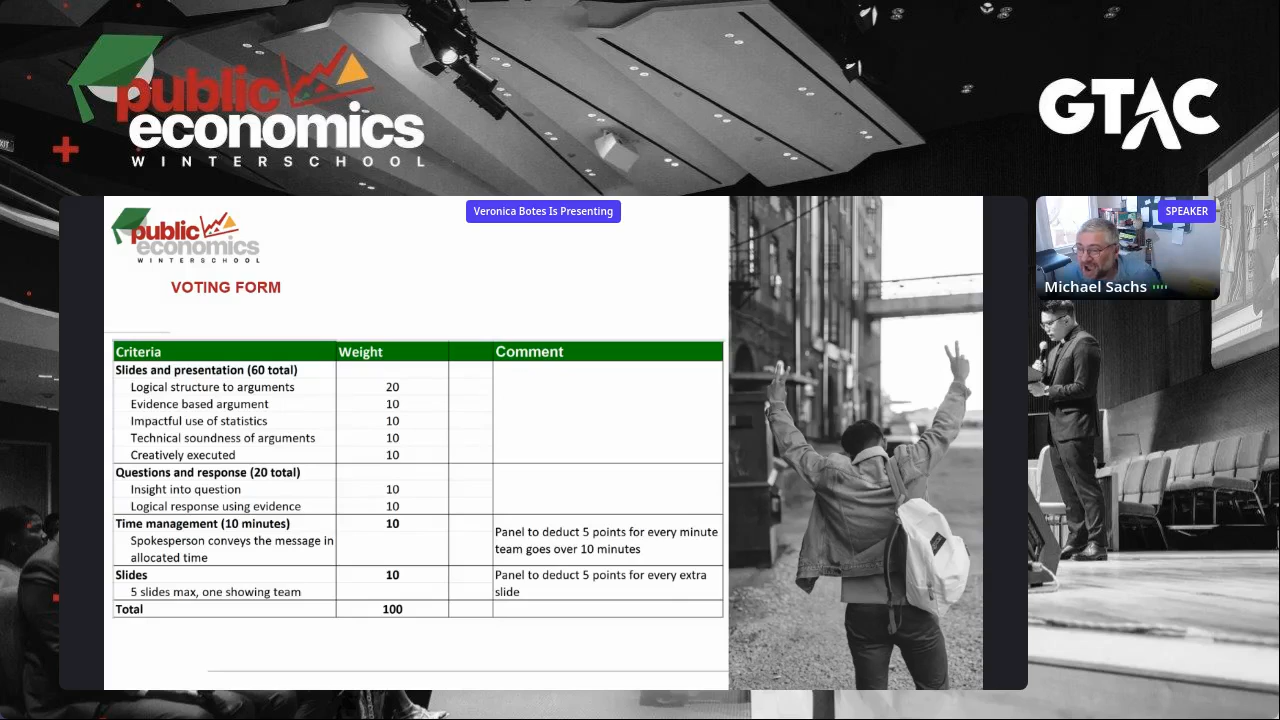 public
economics
WINTERSCHOOL
GTAC
EXIT
public
economics
WINTERSCHOOL
Veronica Botes Is Presenting
SPEAKER
Michael Sachs
VOTING FORM
Criteria Weight Comment
Slides and presentation (60 total)
Logical structure to arguments 20
Evidence based argument 10
Impactful use of statistics 10
Technical soundness of arguments 10
Creatively executed 10
Questions and response (20 total)
Insight into question 10
Logical response using evidence 10
Time management (10 minutes) 10
Spokesperson conveys the message in
allocated time
Panel to deduct 5 points for every minute
team goes over 10 minutes
Slides 10
5 slides max, one showing team
Panel to deduct 5 points for every extra
slide
Total 100